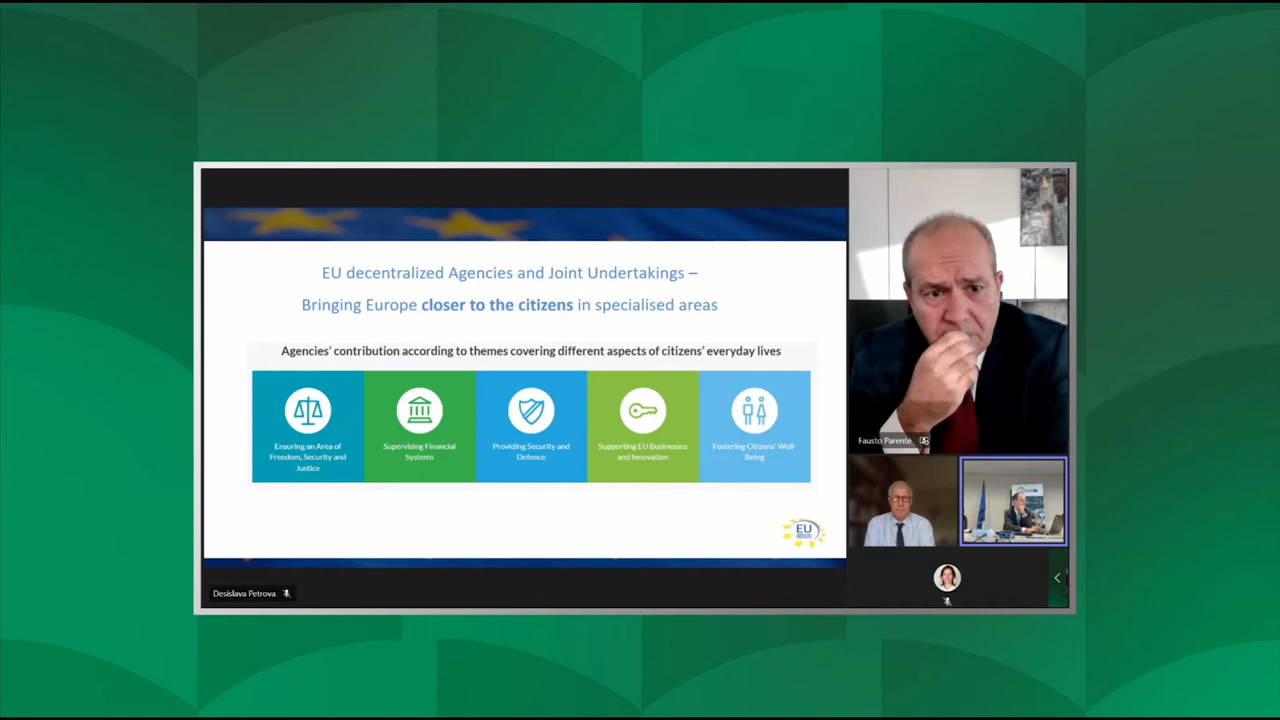 EU decentralized Agencies and Joint Undertakings –
Bringing Europe closer to the citizens in specialised areas
Agencies' contribution according to themes covering different aspects of citizens' everyday lives
Ensuring an Area of
Freedom, Security and
Justice
Supervising Financial
Systems
Providing Security and
Defence
Supporting EU Businesses
and Innovation
Fostering Citizens' Well-
Being
EU
Desislava Petrova
Fausto Parente